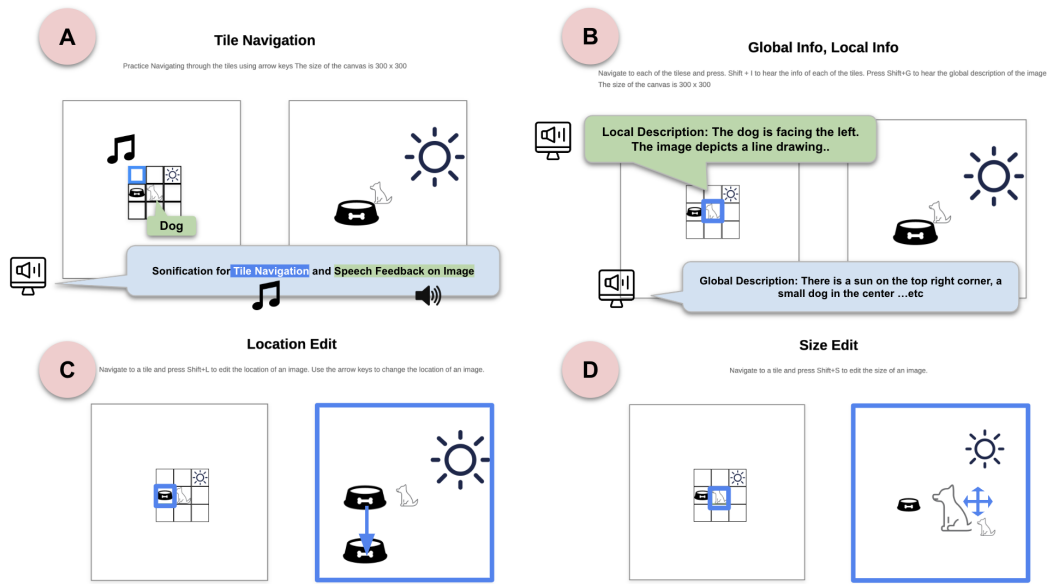 A
Tile Navigation
Practice Navigating through the tiles using arrow keys The size of the canvas is 300 x 300
Dog
Sonification for Tile Navigation and Speech Feedback on Image
B
Global Info, Local Info
Navigate to each of the tilese and press. Shift + I to hear the info of each of the tiles. Press Shift+G to hear the global description of the image
The size of the canvas is 300 x 300
Local Description: The dog is facing the left.
The image depicts a line drawing..
Global Description: There is a sun on the top right corner, a
small dog in the center ...etc
C
Location Edit
Navigate to a tile and press Shift+L to edit the location of an image. Use the arrow keys to change the location of an image.
D
Size Edit
Navigate to a tile and press Shift+S to edit the size of an image.